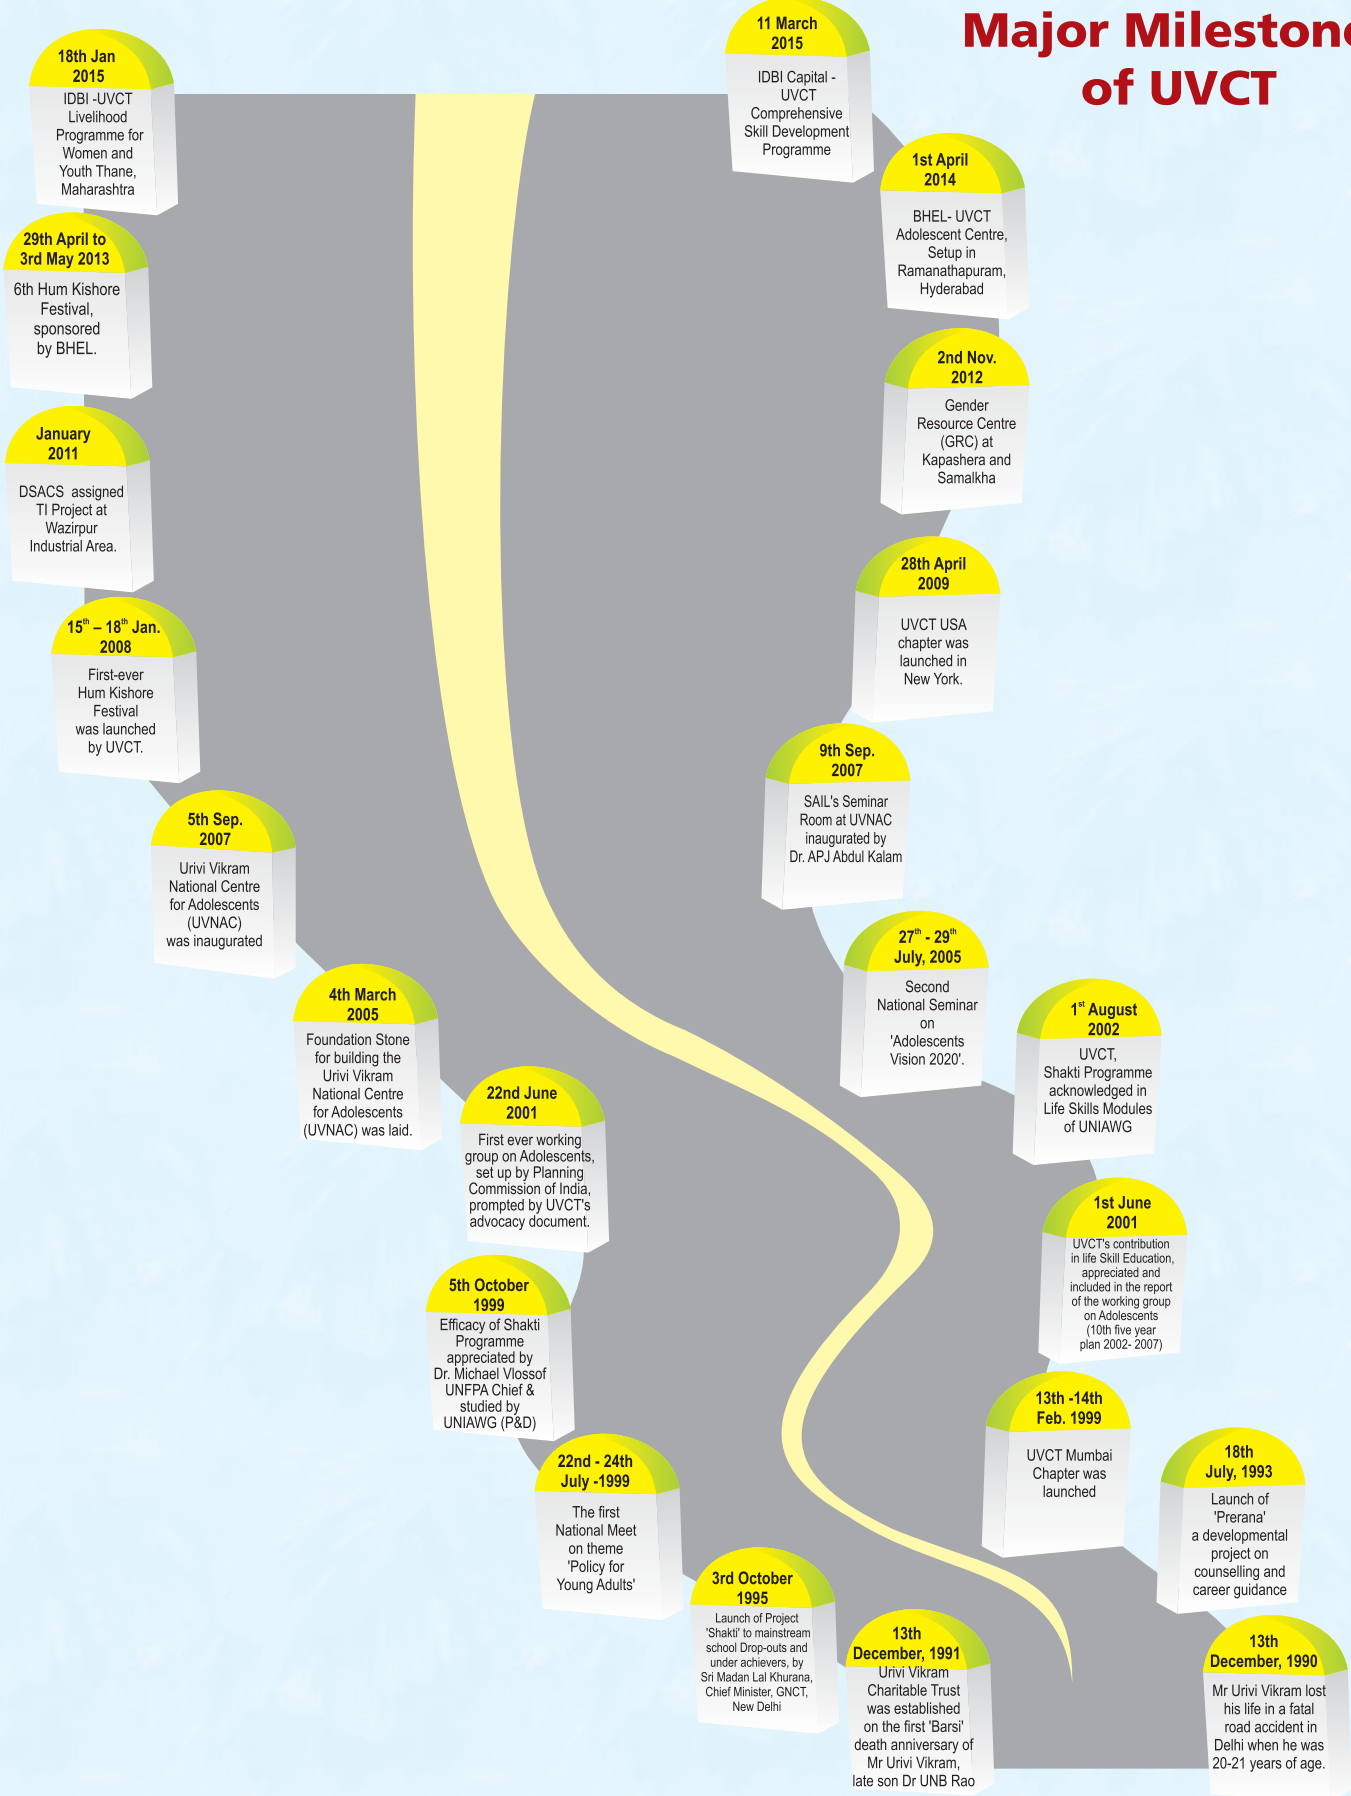 Major Mileston
of UVCT
18th Jan
2015
IDBI -UVCT
Livelihood
Programme for
Women and
Youth Thane,
Maharashtra
11 March
2015
IDBI Capital -
UVCT
Comprehensive
Skill Development
Programme
1st April
2014
BHEL- UVCT
Adolescent Centre,
Setup in
Ramanathapuram,
Hyderabad
29th April to
3rd May 2013
6th Hum Kishore
Festival,
sponsored
by BHEL.
2nd Nov.
2012
Gender
Resource Centre
(GRC) at
Kapashera and
Samalkha
January
2011
DSACS assigned
TI Project at
Wazirpur
Industrial Area.
28th April
2009
UVCT USA
chapter was
launched in
New York.
15th – 18th Jan.
2008
First-ever
Hum Kishore
Festival
was launched
by UVCT.
9th Sep.
2007
SAIL's Seminar
Room at UVNAC
inaugurated by
Dr. APJ Abdul Kalam
5th Sep.
2007
Urivi Vikram
National Centre
for Adolescents
(UVNAC)
was inaugurated
27th - 29th
July, 2005
Second
National Seminar
on
'Adolescents
Vision 2020'.
4th March
2005
Foundation Stone
for building the
Urivi Vikram
National Centre
for Adolescents
(UVNAC) was laid.
1st August
2002
UVCT,
Shakti Programme
acknowledged in
Life Skills Modules
of UNIAWG
22nd June
2001
First ever working
group on Adolescents,
set up by Planning
Commission of India,
prompted by UVCT's
advocacy document.
1st June
2001
UVCT's contribution
in life Skill Education,
appreciated and
included in the report
of the working group
on Adolescents
(10th five year
plan 2002- 2007)
5th October
1999
Efficacy of Shakti
Programme
appreciated by
Dr. Michael Vlossof
UNFPA Chief &
studied by
UNIAWG (P&D)
13th -14th
Feb. 1999
UVCT Mumbai
Chapter was
launched
22nd - 24th
July -1999
The first
National Meet
on theme
'Policy for
Young Adults'
18th
July, 1993
Launch of
'Prerana'
a developmental
project on
counselling and
career guidance
3rd October
1995
Launch of Project
'Shakti' to mainstream
school Drop-outs and
under achievers, by
Sri Madan Lal Khurana,
Chief Minister, GNCT,
New Delhi
13th
December, 1991
Urivi Vikram
Charitable Trust
was established
on the first 'Barsi'
death anniversary of
Mr Urivi Vikram,
late son Dr UNB Rao
13th
December, 1990
Mr Urivi Vikram lost
his life in a fatal
road accident in
Delhi when he was
20-21 years of age.